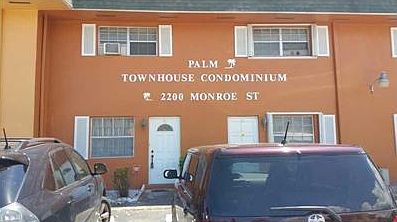 PALM
TOWNHOUSE CONDOMINIUM
2200 MONROE ST